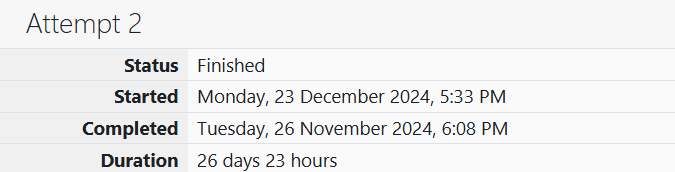 Attempt 2
Status Finished
Started Monday, 23 December 2024, 5:33 PM
Completed Tuesday, 26 November 2024, 6:08 PM
Duration 26 days 23 hours